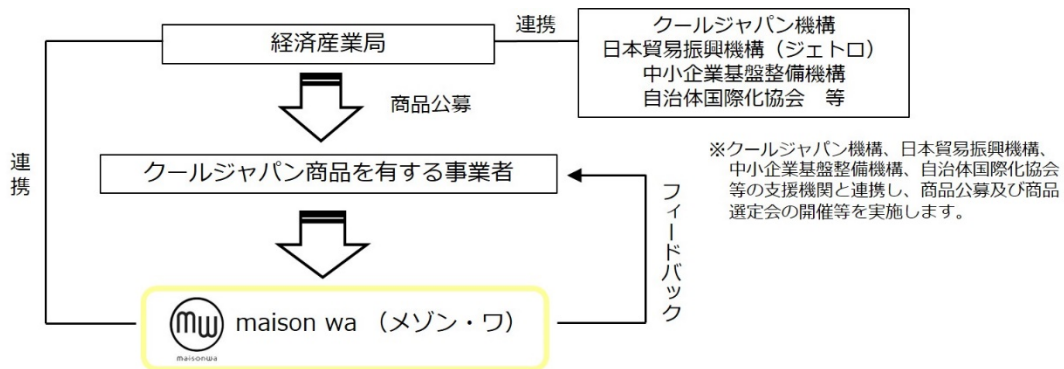 連携
クールジャパン機構
日本貿易振興機構（ジェトロ）
中小企業基盤整備機構
自治体国際化協会　等
経済産業局
商品公募
連携
クールジャパン商品を有する事業者
※クールジャパン機構、日本貿易振興機構、
中小企業基盤整備機構、自治体国際化協会
等の支援機関と連携し、商品公募及び商品
選定会の開催等を実施します。
フィードバック
mw
maisonwa
maison wa （メゾン・ワ）